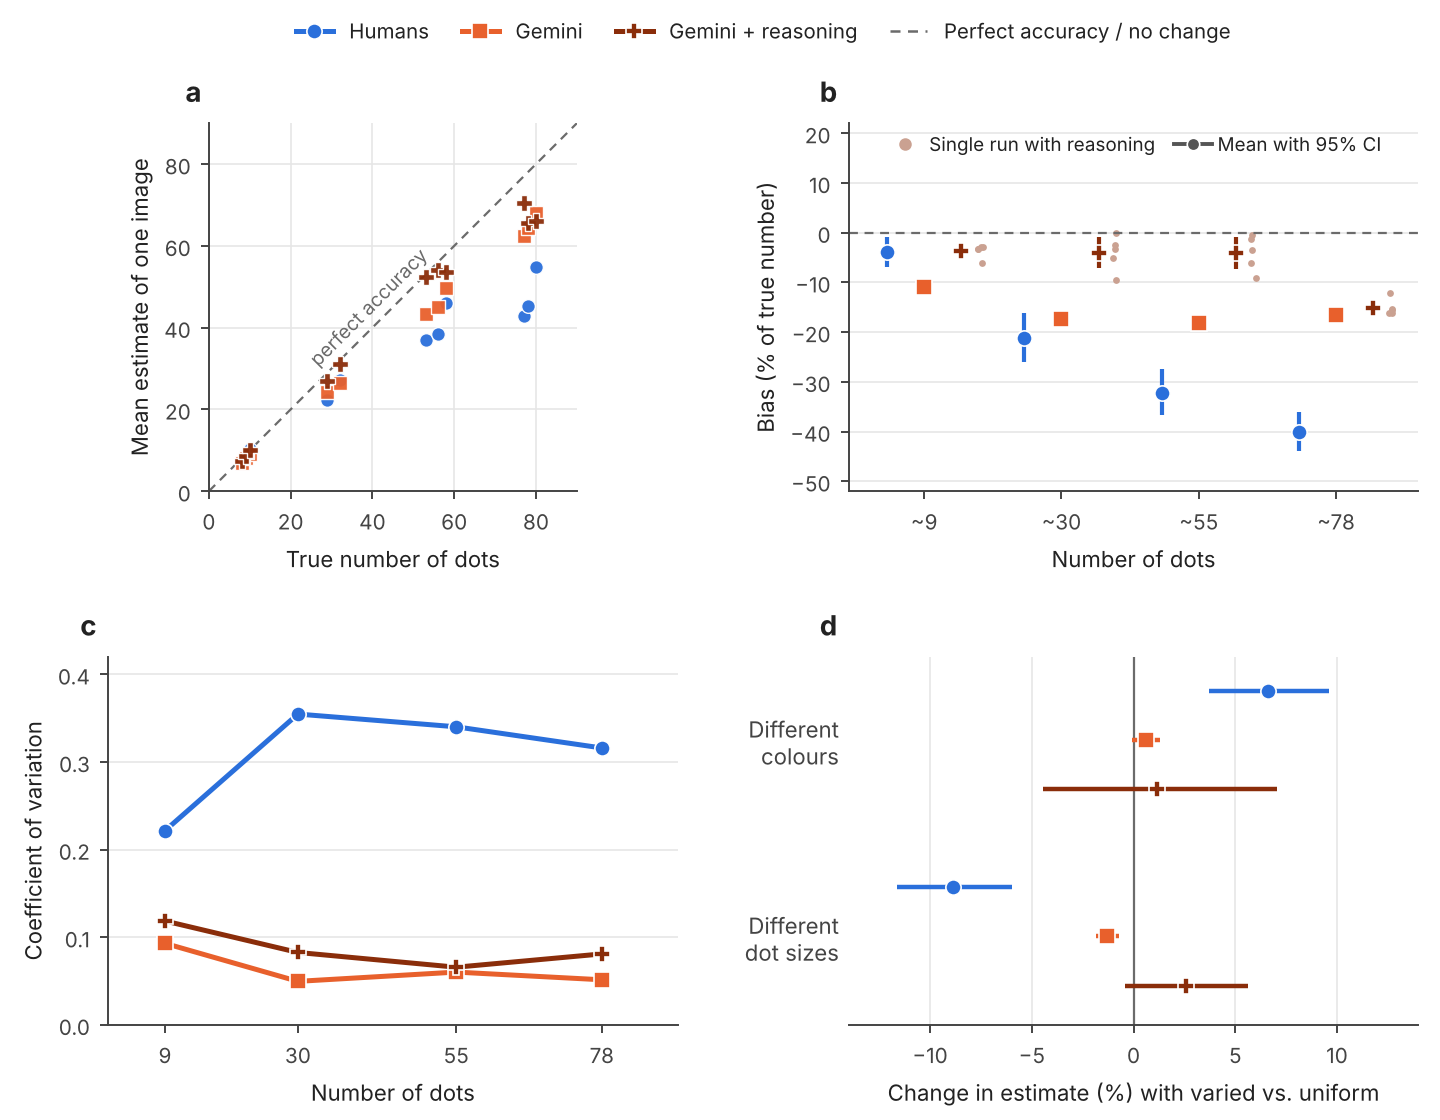 Humans Gemini Gemini + reasoning Perfect accuracy / no change
a
Mean estimate of one image
80
60
40
20
0
perfect accuracy
0 20 40 60 80
True number of dots
b
Single run with reasoning Mean with 95% CI
Bias (% of true number)
20
10
0
−10
−20
−30
−40
−50
~9 ~30 ~55 ~78
Number of dots
c
Coefficient of variation
0.4
0.3
0.2
0.1
0.0
9 30 55 78
Number of dots
d
Different
colours
Different
dot sizes
−10 −5 0 5 10
Change in estimate (%) with varied vs. uniform